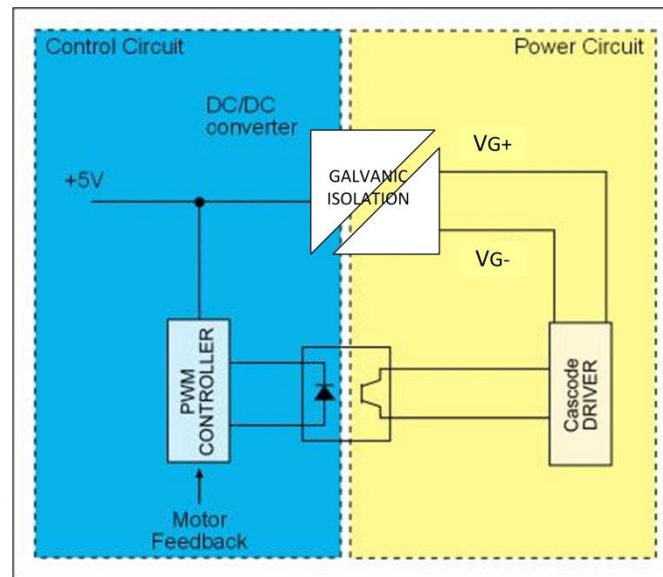 Control Circuit
Power Circuit
DC/DC
converter
VG+
GALVANIC
ISOLATION
+5V
VG-
PWM
CONTROLLER
Cascode
DRIVER
Motor
Feedback